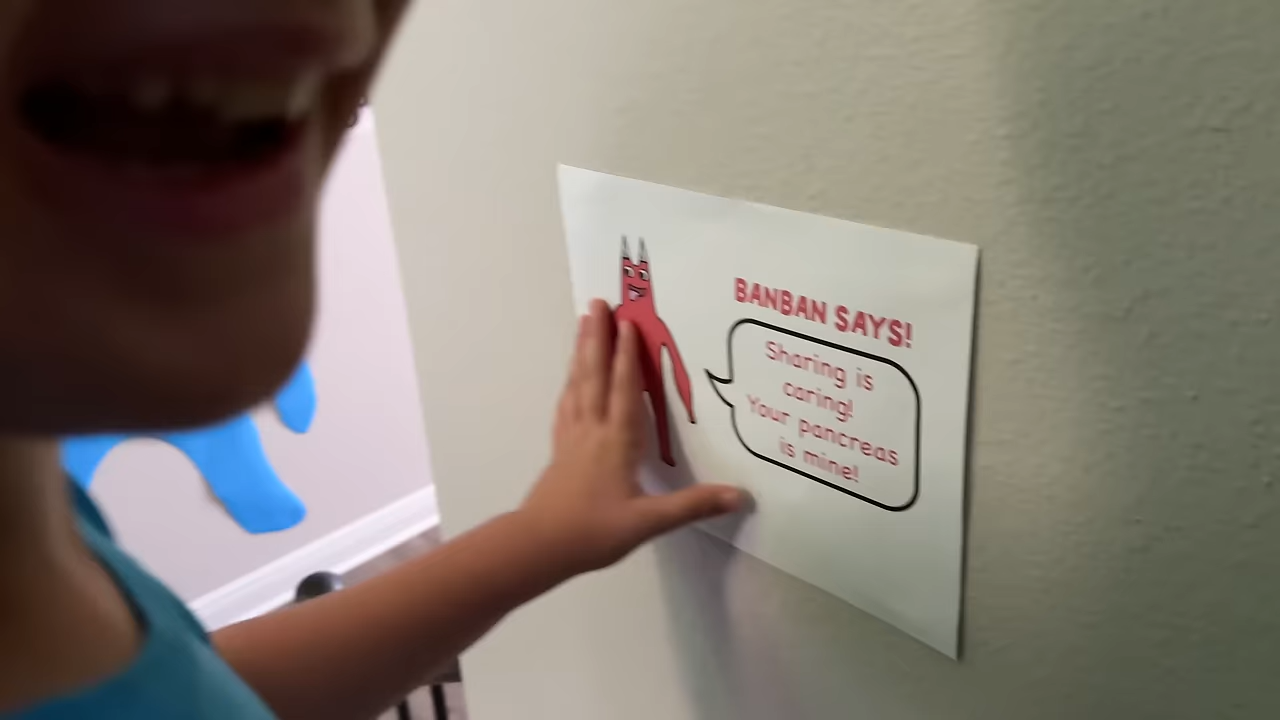 BANBAN SAYS!
Sharing is
caring!
Your pancreas
is mine!